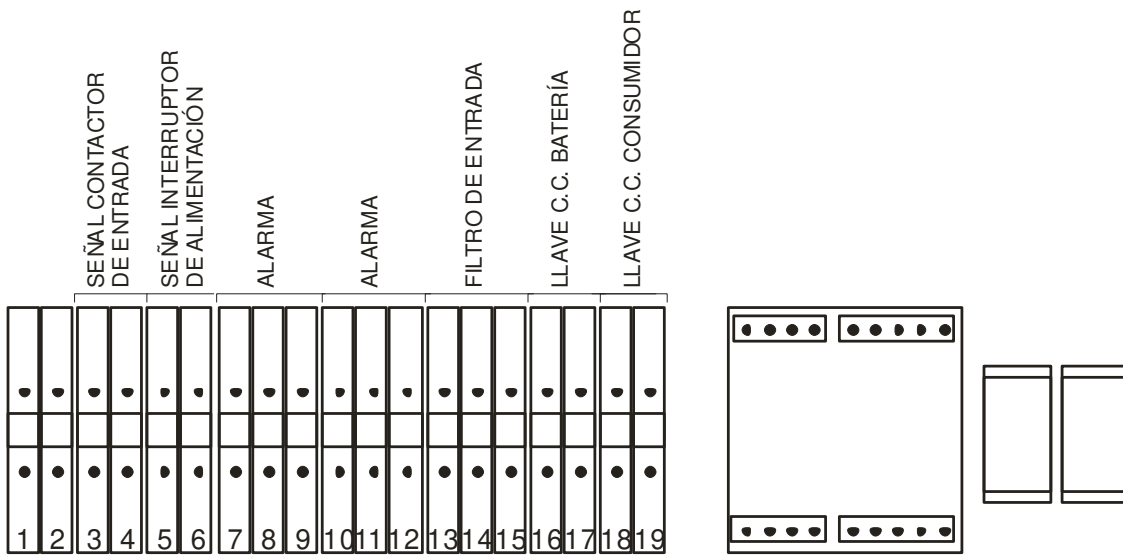 SEÑAL CONTACTOR
DE ENTRADA
SEÑAL INTERRUPTOR
DE ALIMENTACIÓN
ALARMA
ALARMA
FILTRO DE ENTRADA
LLAVE C.C. BATERÍA
LLAVE C.C. CONSUMIDOR
1 2 3 4 5 6 7 8 9 10 11 12 13 14 15 16 17 18 19